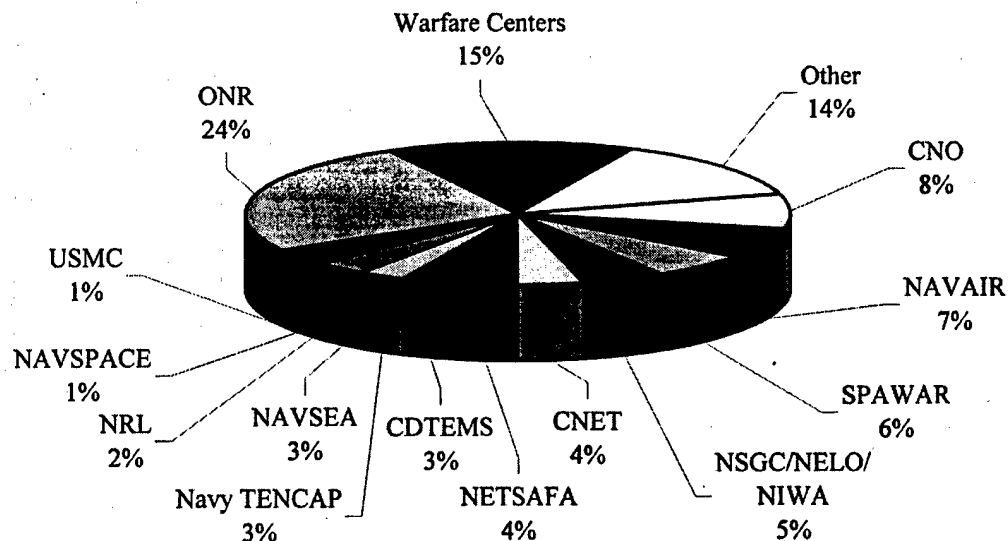 Warfare Centers
15%
Other
14%
ONR
24%
CNO
8%
USMC
1%
NAVAIR
7%
NAVSPACE
1%
SPAWAR
6%
NRL
2%
NAVSEA
3%
CDTEMS
3%
CNET
4%
NSGC/NELO/
NIWA
5%
Navy TENCAP
3%
NETSAFA
4%